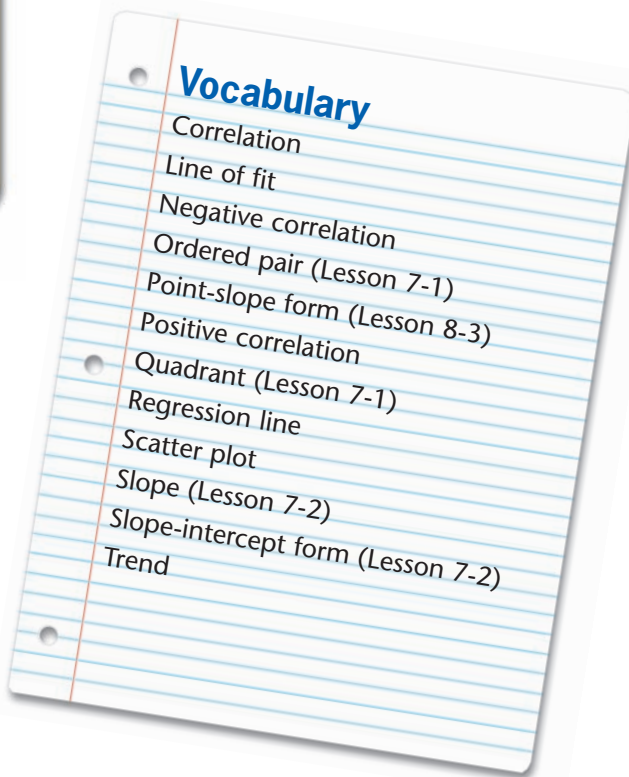 Vocabulary
Correlation
Line of fit
Negative correlation
Ordered pair (Lesson 7-1)
Point-slope form (Lesson 8-3)
Positive correlation
Quadrant (Lesson 7-1)
Regression line
Scatter plot
Slope (Lesson 7-2)
Slope-intercept form (Lesson 7-2)
Trend